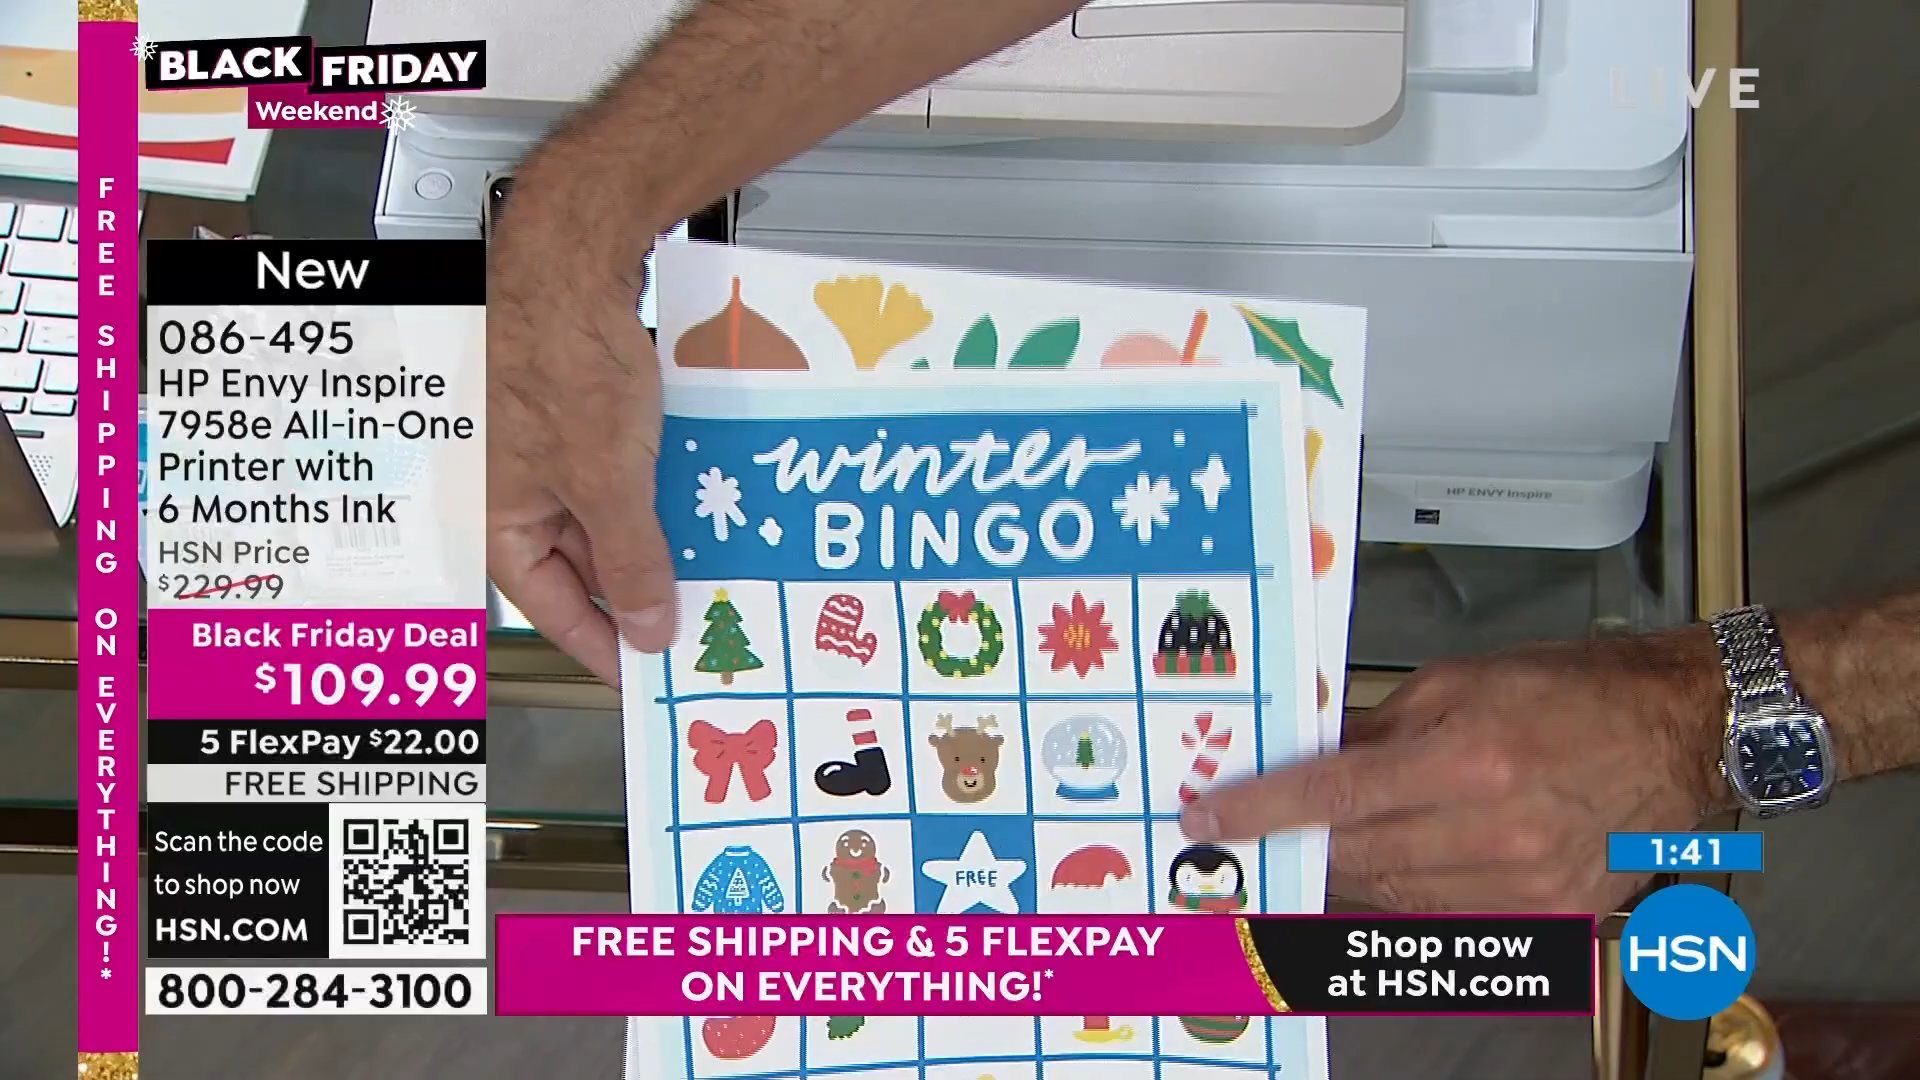 BLACK FRIDAY
Weekend
LIVE
FREE SHIPPING ON EVERYTHING!*
New
086-495
HP Envy Inspire
7958e All-in-One
Printer with
6 Months Ink
HSN Price
$229.99
Black Friday Deal
$109.99
5 FlexPay $22.00
FREE SHIPPING
Scan the code
to shop now
HSN.COM
800-284-3100
winter
BINGO
FREE
HP ENVY Inspire
FREE SHIPPING & 5 FLEXPAY
ON EVERYTHING!*
Shop now
at HSN.com
1:41
HSN